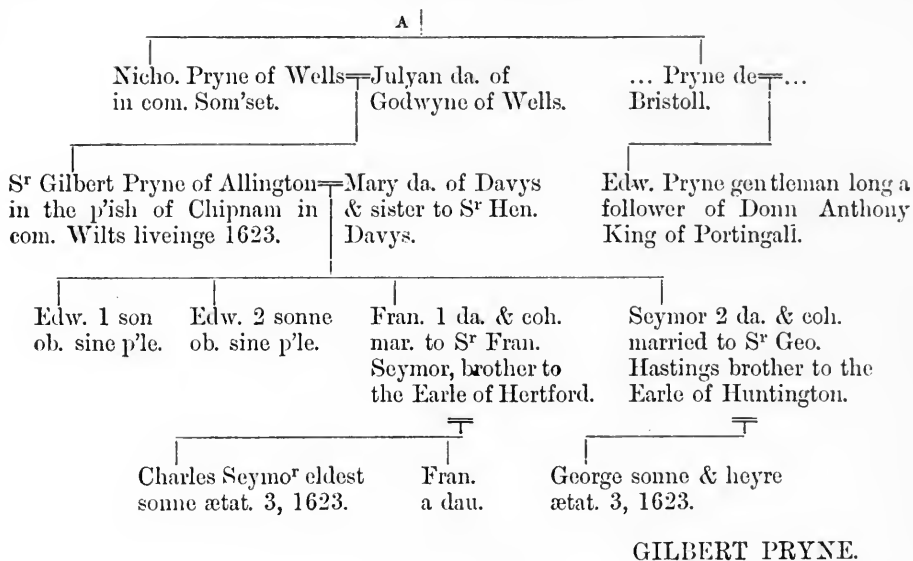 A
Nicho. Pryne of Wells
in com. Som'set.
Julyan da. of
Godwyne of Wells.
... Pryne de
Bristoll.
...
Sr Gilbert Pryne of Allington
in the p'ish of Chipnam in
com. Wilts liveinge 1623.
Mary da. of Davys
& sister to Sr Hen.
Davys.
Edw. Pryne gentleman long a
follower of Donn Anthony
King of Portingali.
Edw. 1 son
ob. sine p'le.
Edw. 2 sonne
ob. sine p'le.
Fran. 1 da. & coh.
mar. to Sr Fran.
Seymor, brother to
the Earle of Hertford.
Seymor 2 da. & coh.
married to Sr Geo.
Hastings brother to the
Earle of Huntington.
Charles Seymor eldest
sonne ætat. 3, 1623.
Fran.
a dau.
George sonne & heyre
ætat. 3, 1623.
GILBERT PRYNE.